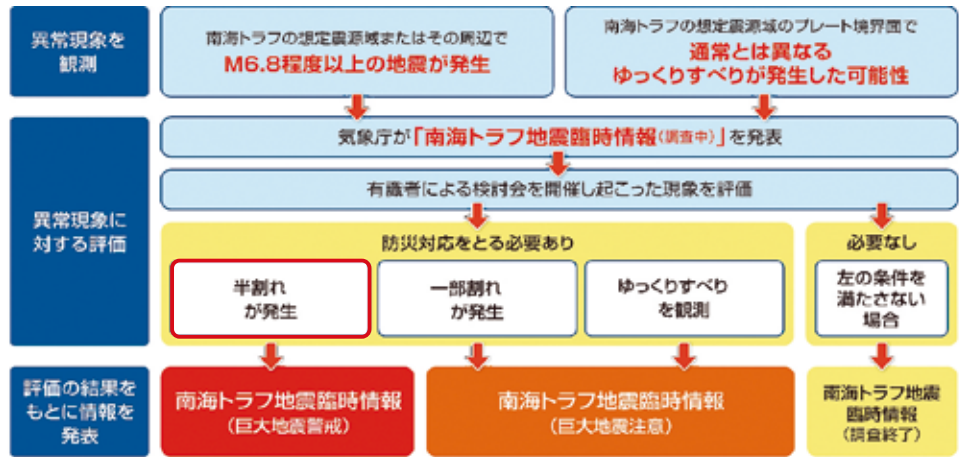 異常現象を
観測
南海トラフの想定震源域またはその周辺で
M6.8程度以上の地震が発生
南海トラフの想定震源域のプレート境界面で
通常とは異なる
ゆっくりすべりが発生した可能性
異常現象に
対する評価
気象庁が「南海トラフ地震臨時情報(調査中)」を発表
有識者による検討会を開催し起こった現象を評価
防災対応をとる必要あり
半割れ
が発生
一部割れ
が発生
ゆっくりすべり
を観測
必要なし
左の条件を
満たさない
場合
評価の結果を
もとに情報を
発表
南海トラフ地震臨時情報
(巨大地震警戒)
南海トラフ地震臨時情報
(巨大地震注意)
南海トラフ地震
臨時情報
(調査終了)